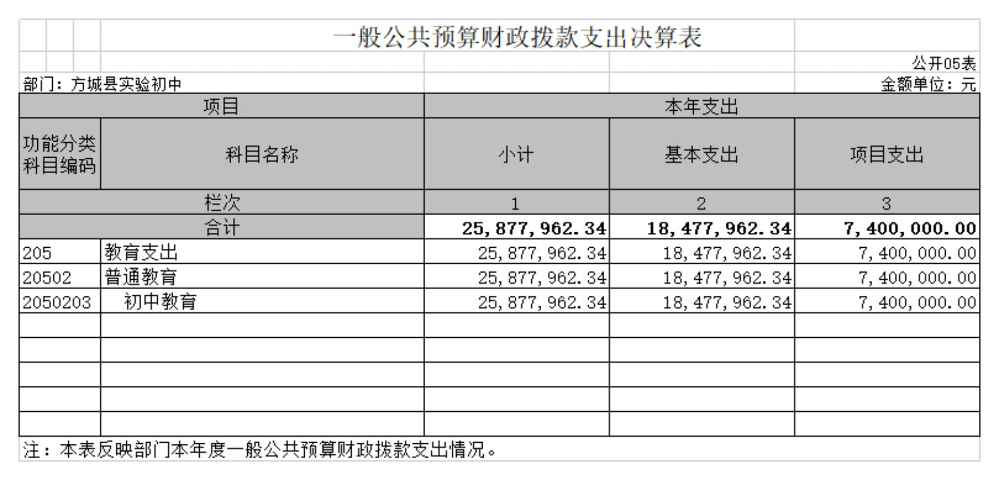 一般公共预算财政拨款支出决算表
公开05表
部门：方城县实验初中 金额单位：元
项目 本年支出
功能分类科目编码 科目名称 小计 基本支出 项目支出
栏次 1 2 3
合计 25,877,962.34 18,477,962.34 7,400,000.00
205 教育支出 25,877,962.34 18,477,962.34 7,400,000.00
20502 普通教育 25,877,962.34 18,477,962.34 7,400,000.00
2050203 初中教育 25,877,962.34 18,477,962.34 7,400,000.00
注：本表反映部门本年度一般公共预算财政拨款支出情况。